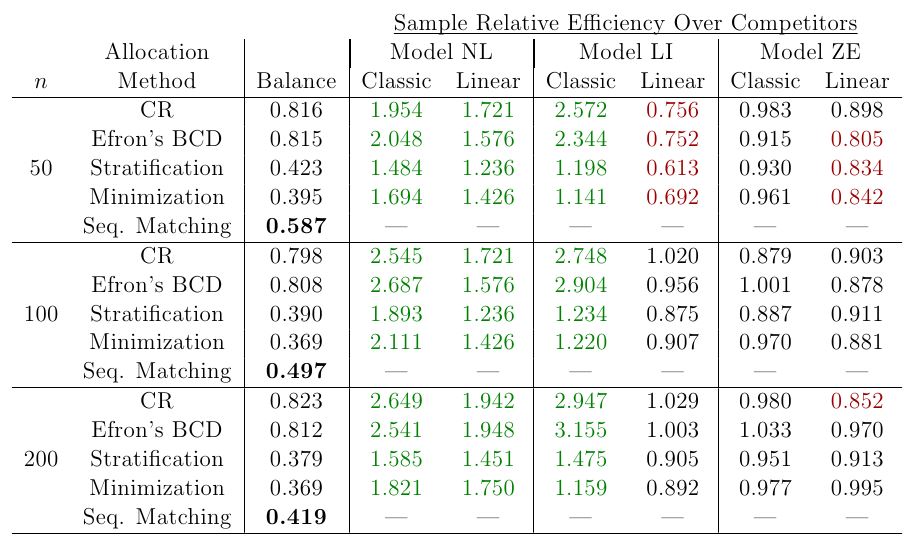 Sample Relative Efficiency Over Competitors
Allocation Model NL Model LI Model ZE
n Method Balance Classic Linear Classic Linear Classic Linear
CR 0.816 1.954 1.721 2.572 0.756 0.983 0.898
Efron's BCD 0.815 2.048 1.576 2.344 0.752 0.915 0.805
50 Stratification 0.423 1.484 1.236 1.198 0.613 0.930 0.834
Minimization 0.395 1.694 1.426 1.141 0.692 0.961 0.842
Seq. Matching 0.587 — — — — — —
CR 0.798 2.545 1.721 2.748 1.020 0.879 0.903
Efron's BCD 0.808 2.687 1.576 2.904 0.956 1.001 0.878
100 Stratification 0.390 1.893 1.236 1.234 0.875 0.887 0.911
Minimization 0.369 2.111 1.426 1.220 0.907 0.970 0.881
Seq. Matching 0.497 — — — — — —
CR 0.823 2.649 1.942 2.947 1.029 0.980 0.852
Efron's BCD 0.812 2.541 1.948 3.155 1.003 1.033 0.970
200 Stratification 0.379 1.585 1.451 1.475 0.905 0.951 0.913
Minimization 0.369 1.821 1.750 1.159 0.892 0.977 0.995
Seq. Matching 0.419 — — — — — —